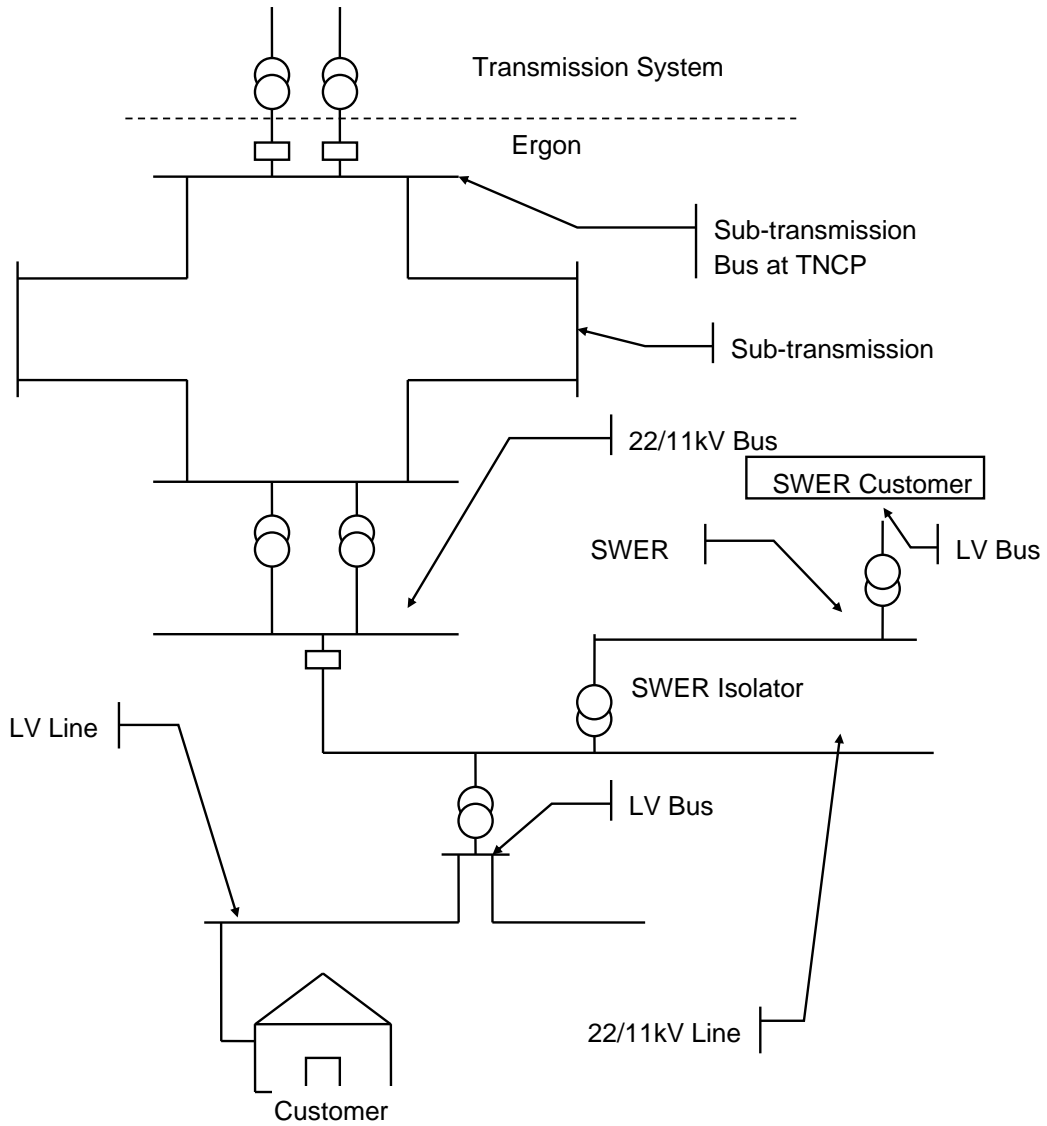 Transmission System
Ergon
Sub-transmission
Bus at TNCP
Sub-transmission
22/11kV Bus
SWER Customer
SWER
LV Bus
SWER Isolator
LV Line
LV Bus
22/11kV Line
Customer